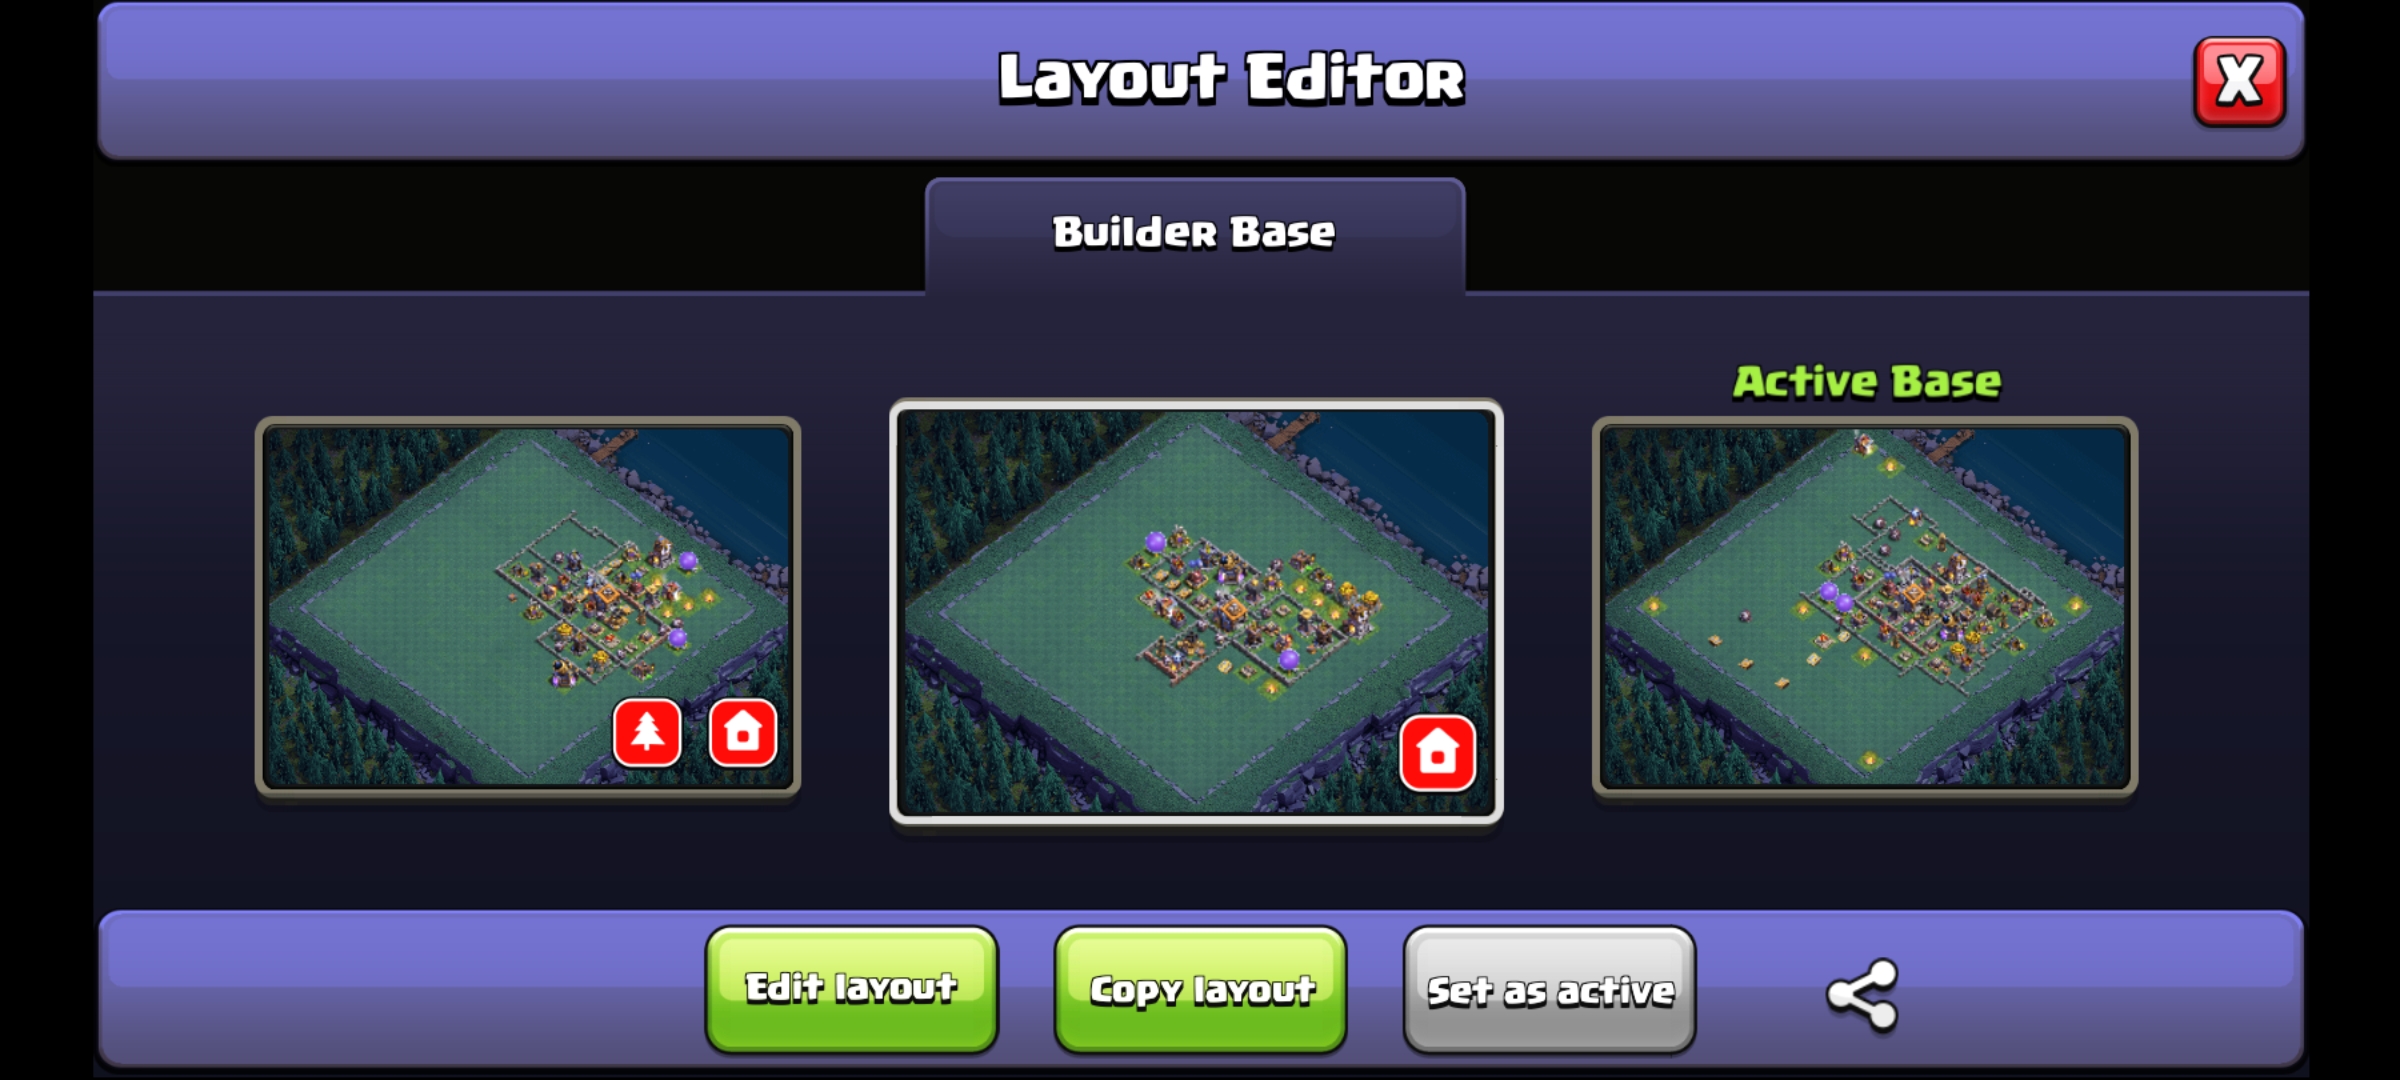 Layout Editor
X
Builder Base
Active Base
Edit layout
Copy layout
Set as active